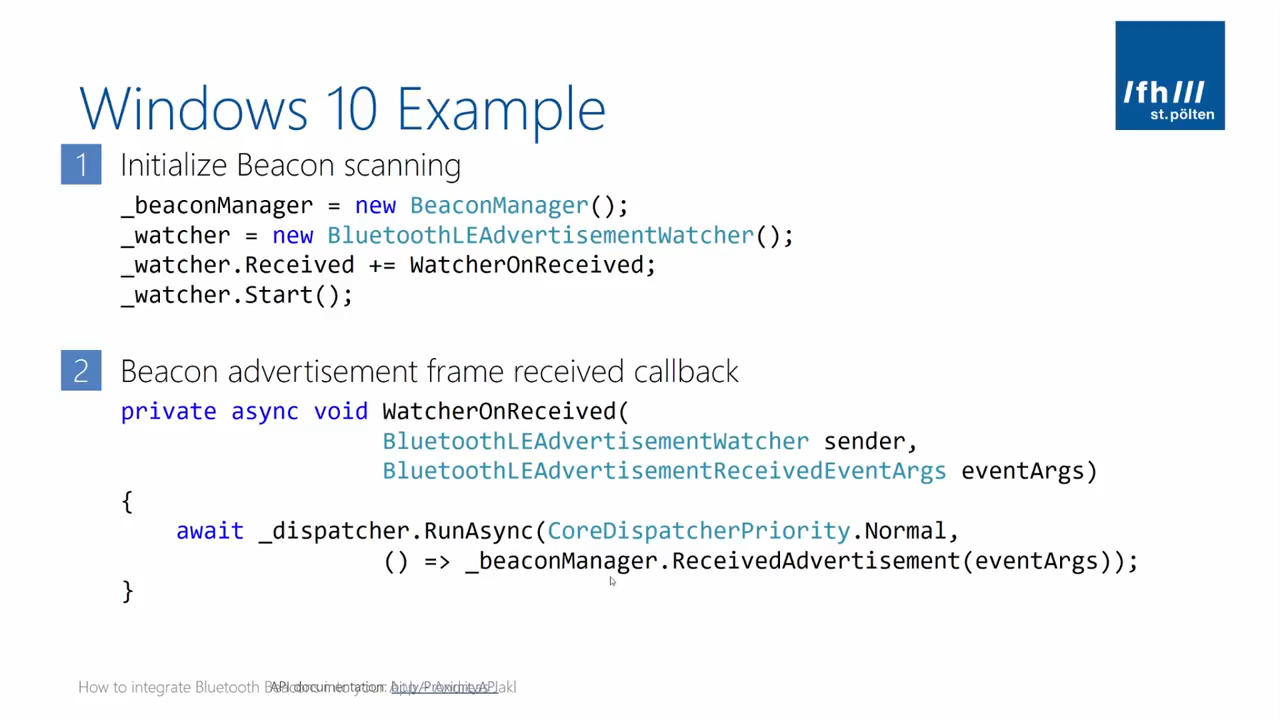 Windows 10 Example
/fh///
st.pölten
1 Initialize Beacon scanning
_beaconManager = new BeaconManager();
_watcher = new BluetoothLEAdvertisementWatcher();
_watcher.Received += WatcherOnReceived;
_watcher.Start();
2 Beacon advertisement frame received callback
private async void WatcherOnReceived(
BluetoothLEAdvertisementWatcher sender,
BluetoothLEAdvertisementReceivedEventArgs eventArgs)
{
await _dispatcher.RunAsync(CoreDispatcherPriority.Normal,
() => _beaconManager.ReceivedAdvertisement(eventArgs));
}
How to integrate Bluetooth
API documentation: